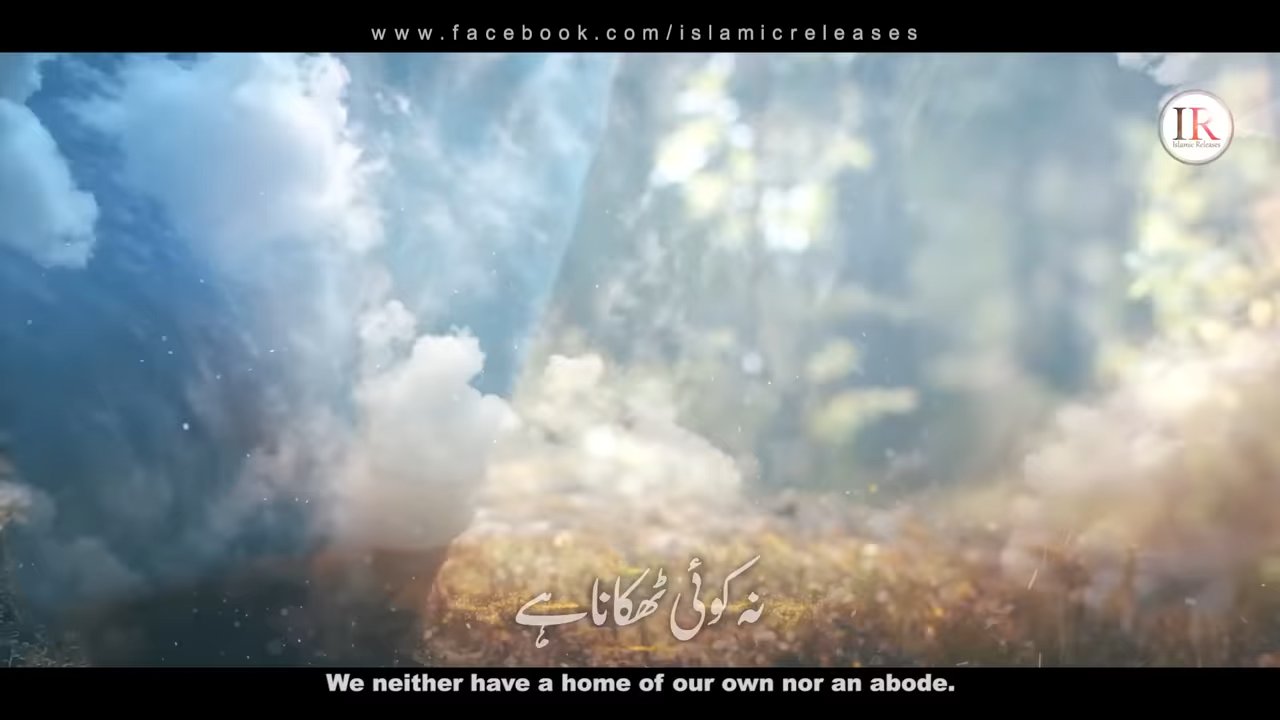 www.facebook.com/islamicreleases
IR
Islamic Releases
نہ کوئی ٹھکانا ہے
We neither have a home of our own nor an abode.